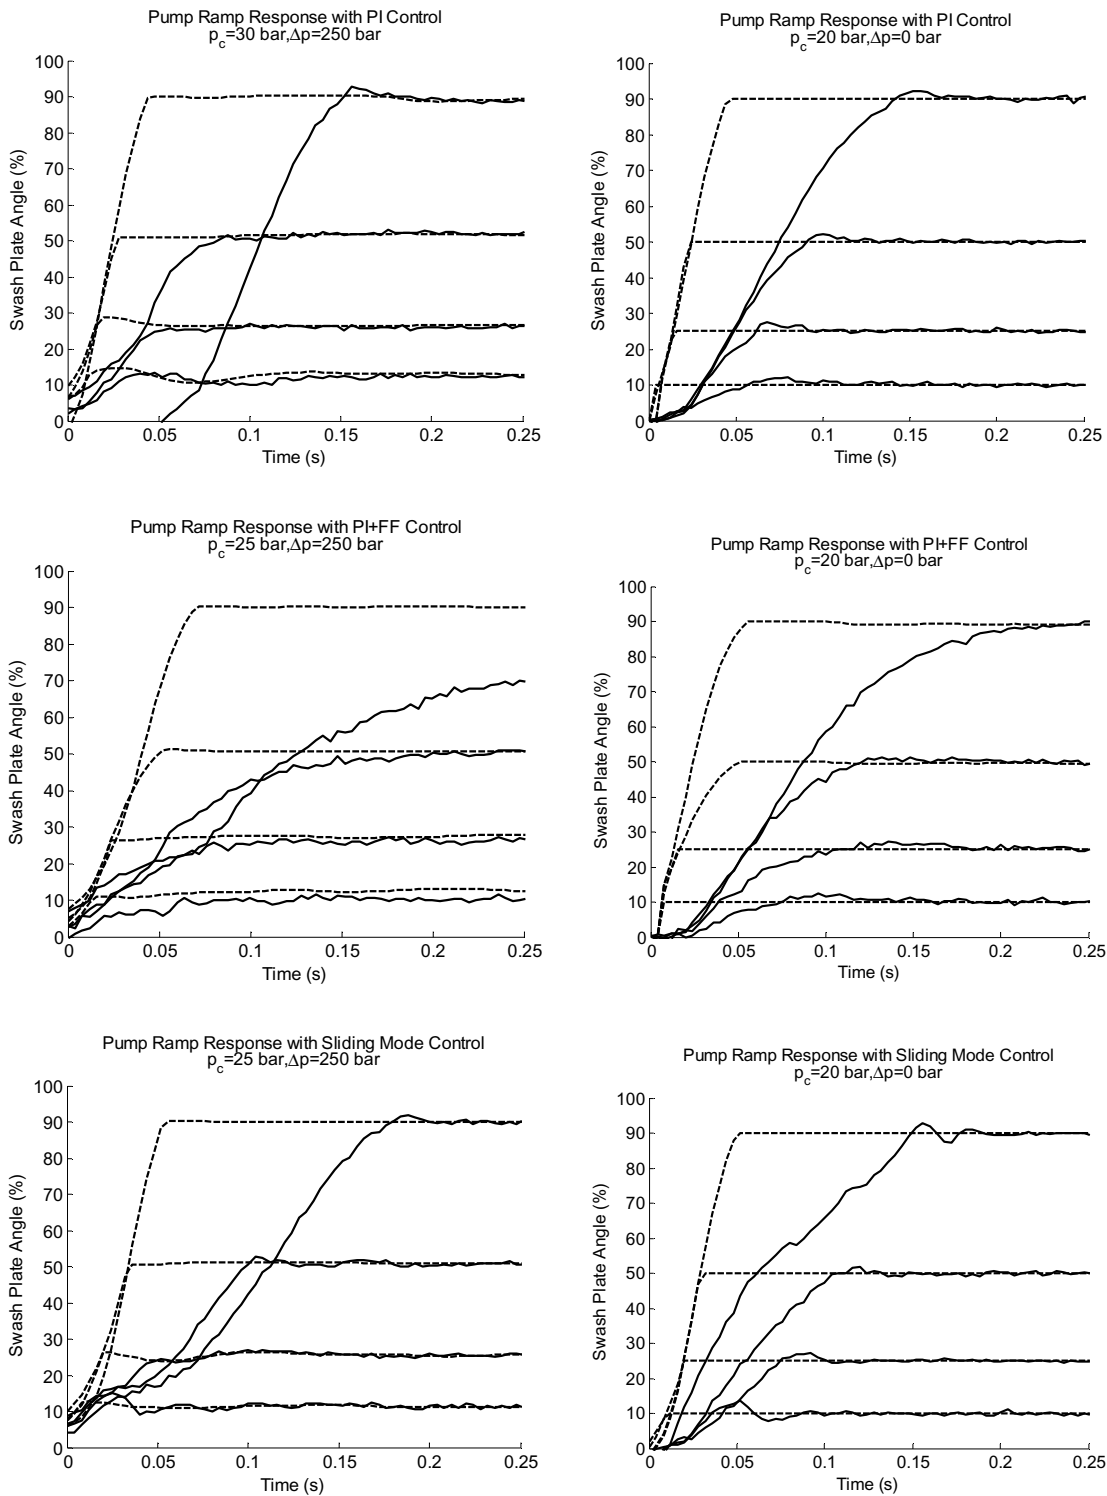 Pump Ramp Response with PI Control
pc=30 bar,Δp=250 bar
100
90
80
70
60
50
40
30
20
10
0
Swash Plate Angle (%)
0 0.05 0.1 0.15 0.2 0.25
Time (s)
Pump Ramp Response with PI Control
pc=20 bar,Δp=0 bar
100
90
80
70
60
50
40
30
20
10
0
Swash Plate Angle (%)
0 0.05 0.1 0.15 0.2 0.25
Time (s)
Pump Ramp Response with PI+FF Control
pc=25 bar,Δp=250 bar
100
90
80
70
60
50
40
30
20
10
0
Swash Plate Angle (%)
0 0.05 0.1 0.15 0.2 0.25
Time (s)
Pump Ramp Response with PI+FF Control
pc=20 bar,Δp=0 bar
100
90
80
70
60
50
40
30
20
10
0
Swash Plate Angle (%)
0 0.05 0.1 0.15 0.2 0.25
Time (s)
Pump Ramp Response with Sliding Mode Control
pc=25 bar,Δp=250 bar
100
90
80
70
60
50
40
30
20
10
0
Swash Plate Angle (%)
0 0.05 0.1 0.15 0.2 0.25
Time (s)
Pump Ramp Response with Sliding Mode Control
pc=20 bar,Δp=0 bar
100
90
80
70
60
50
40
30
20
10
0
Swash Plate Angle (%)
0 0.05 0.1 0.15 0.2 0.25
Time (s)